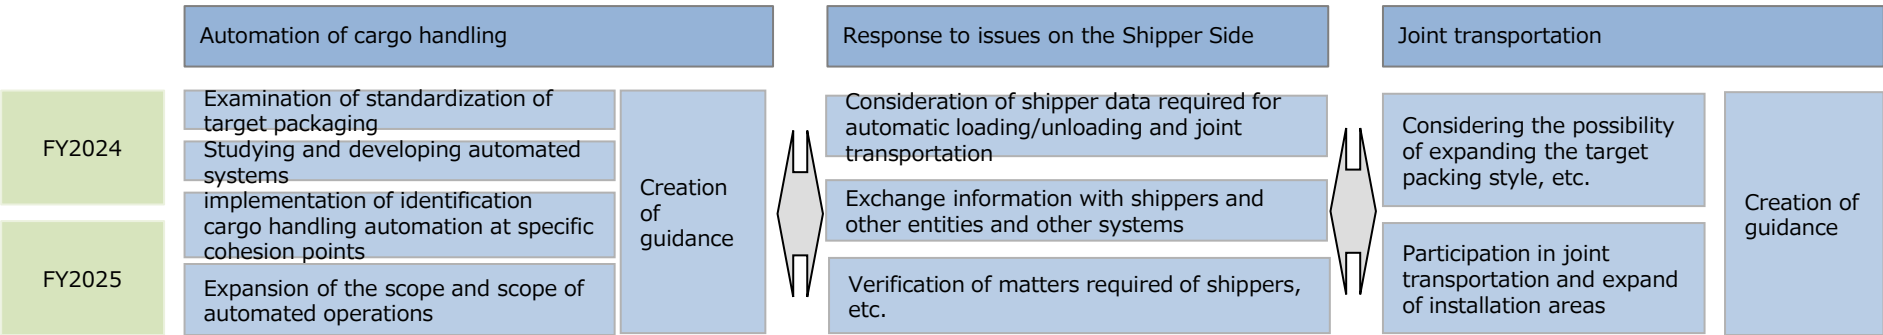 Automation of cargo handling
Response to issues on the Shipper Side
Joint transportation
FY2024
FY2025
Examination of standardization of
target packaging
Studying and developing automated
systems
implementation of identification
cargo handling automation at specific
cohesion points
Expansion of the scope and scope of
automated operations
Creation
of
guidance
Consideration of shipper data required for
automatic loading/unloading and joint
transportation
Exchange information with shippers and
other entities and other systems
Verification of matters required of shippers,
etc.
Considering the possibility
of expanding the target
packing style, etc.
Participation in joint
transportation and expand
of installation areas
Creation of
guidance